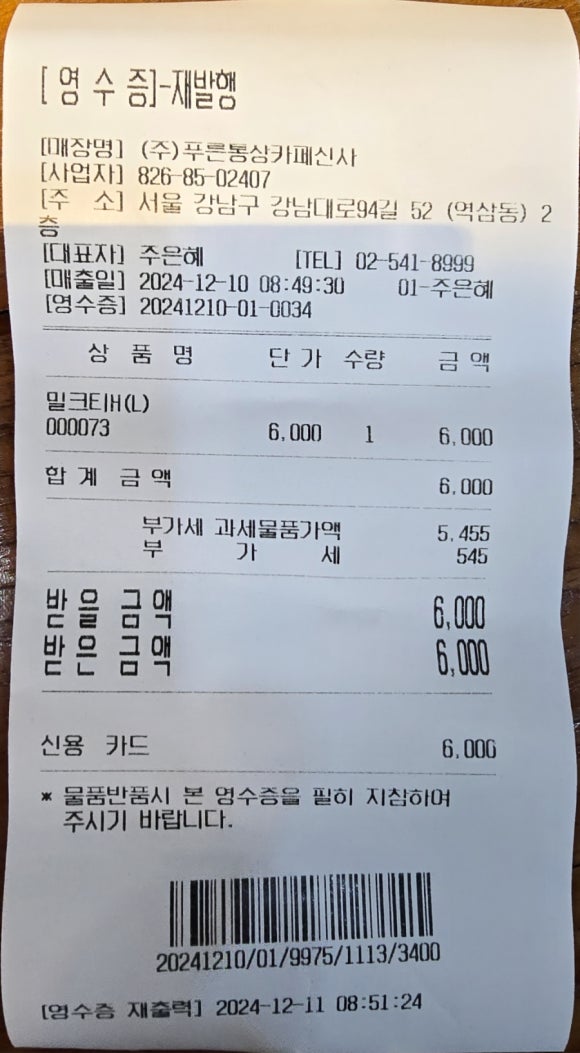 [영 수 증]-재발행
[매장명] (주)푸른통상카페신사
[사업자] 826-85-02407
[주 소] 서울 강남구 강남대로94길 52 (역삼동) 2
층
[대표자] 주은혜 [TEL] 02-541-8999
[매출일] 2024-12-10 08:49:30 01-주은혜
[영수증] 20241210-01-0034
상 품 명 단 가 수량 금 액
밀크티H(L)
000073 6,000 1 6,000
합 계 금 액 6,000
부가세 과세물품가액 5,455
부 가 세 545
받 을 금 액 6,000
받 은 금 액 6,000
신용 카드 6,000
* 물품반품시 본 영수증을 필히 지참하여
주시기 바랍니다.
20241210/01/9975/1113/3400
[영수증 재출력] 2024-12-11 08:51:24